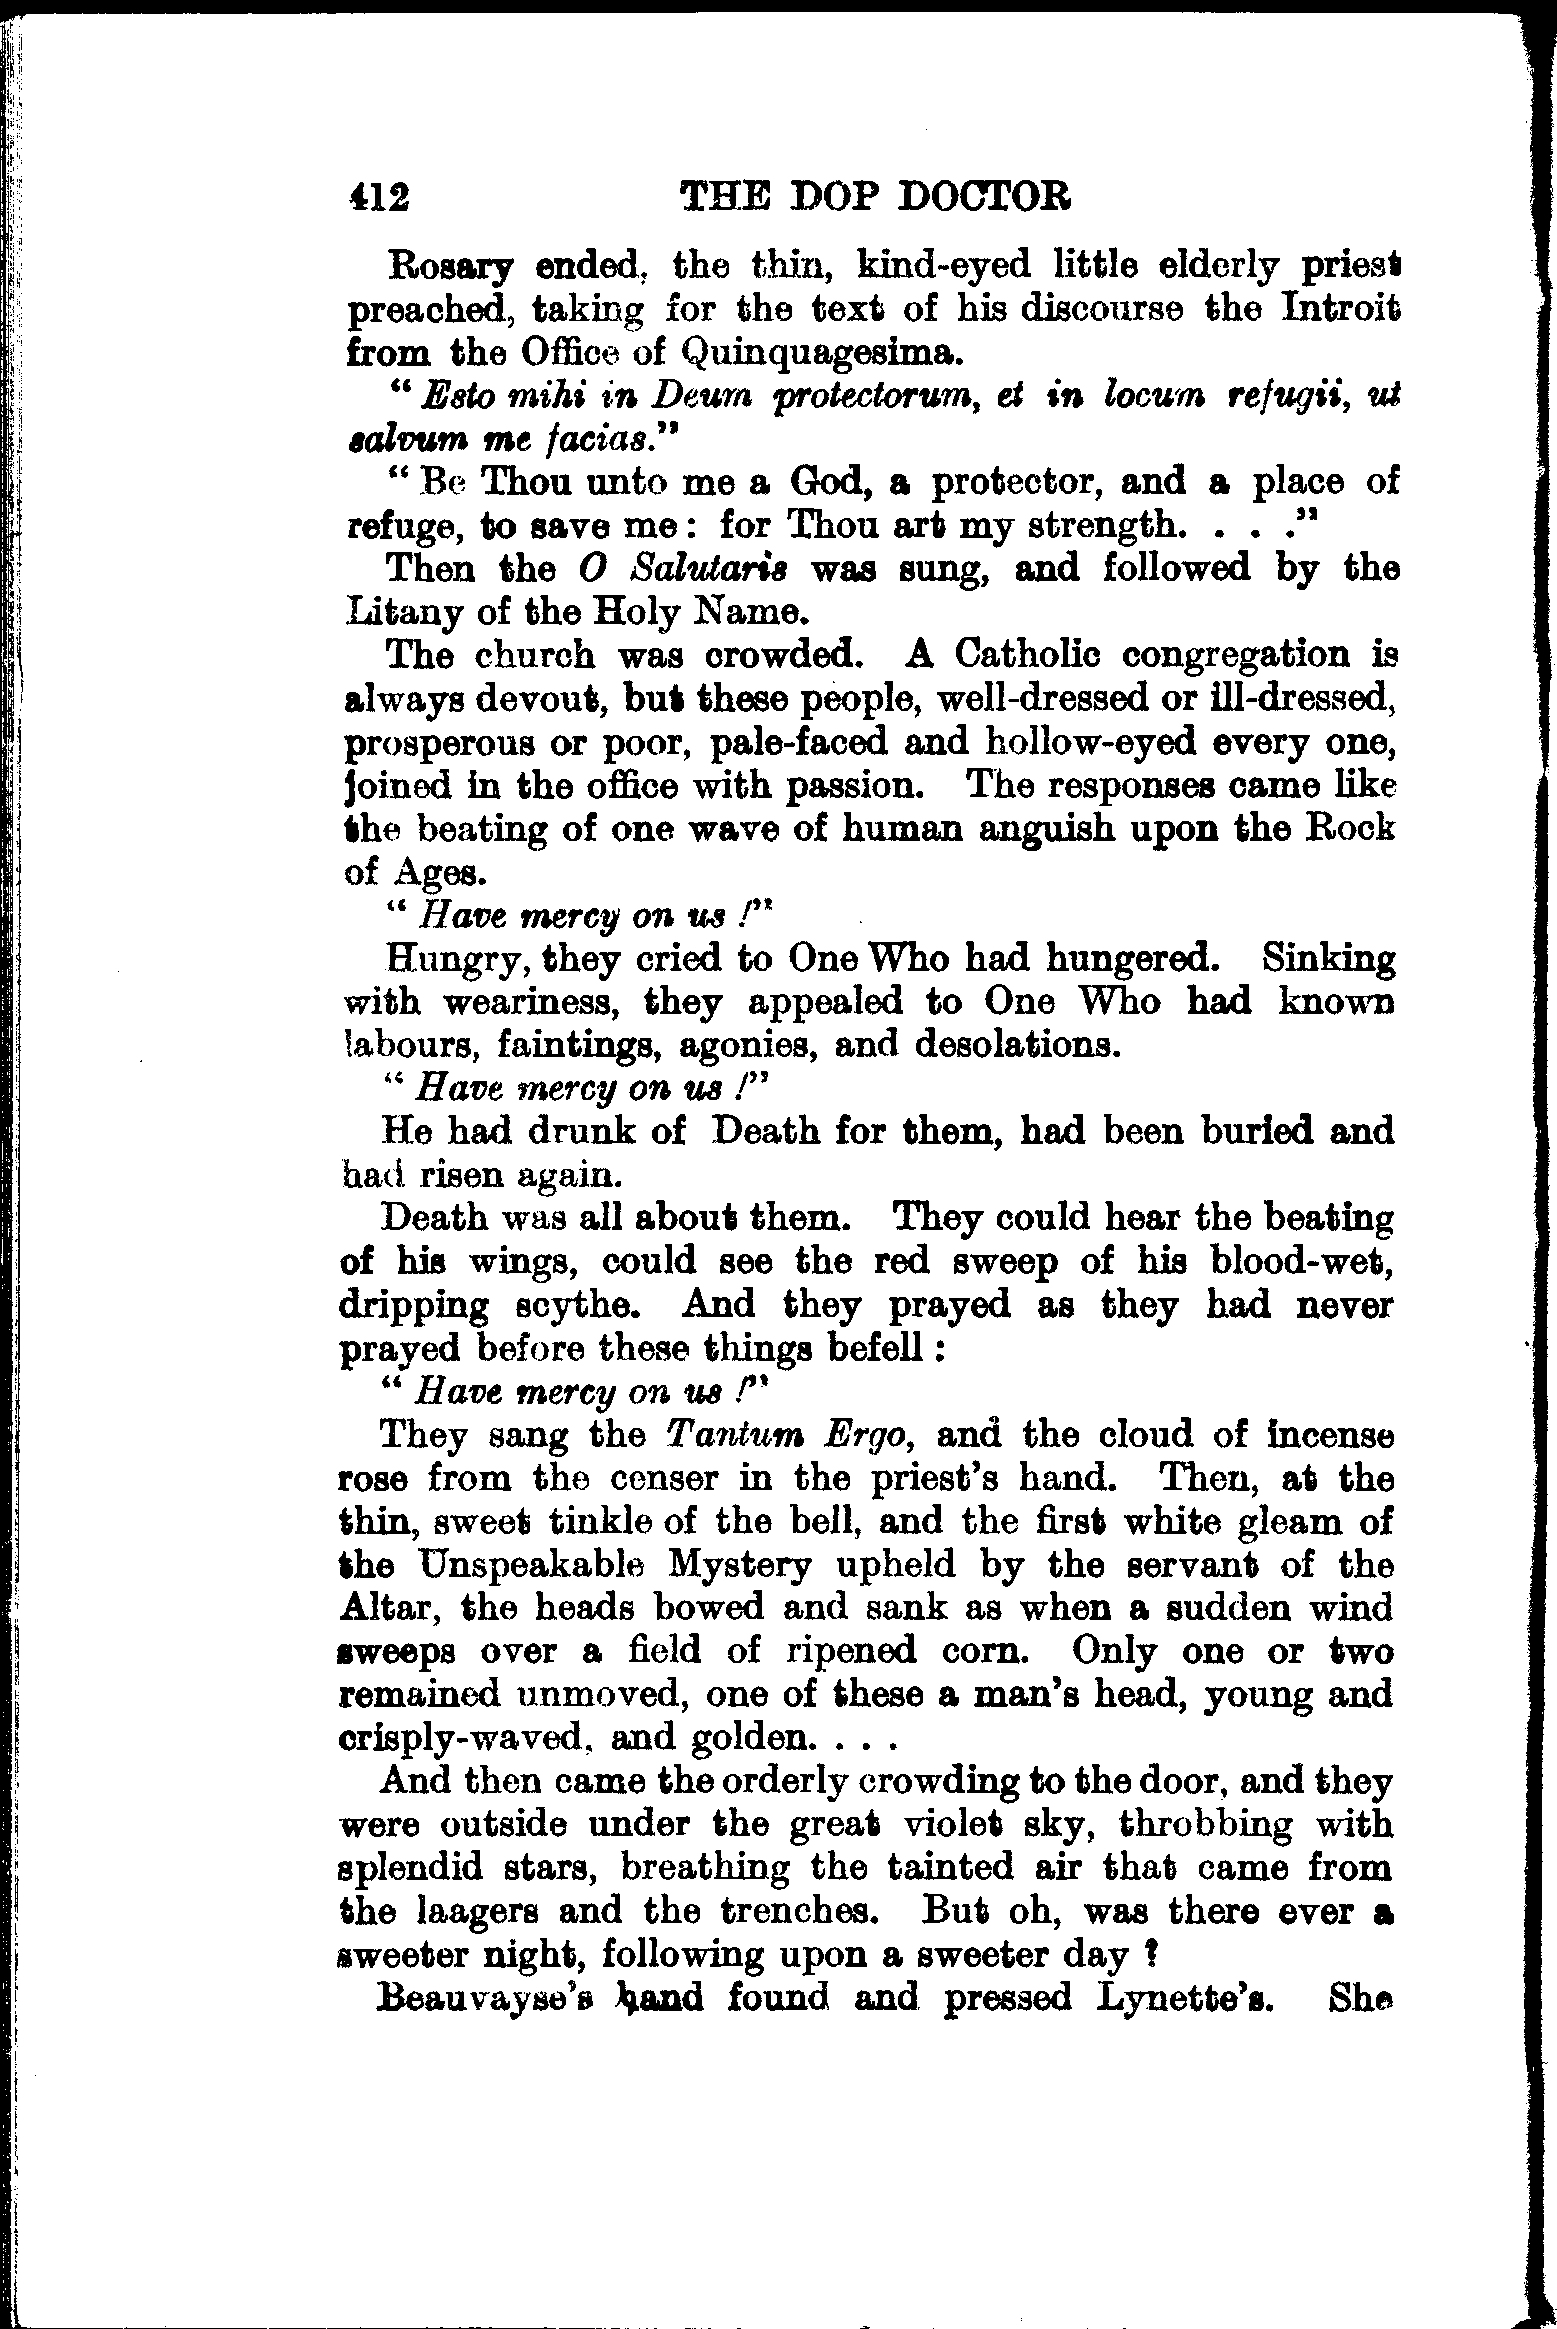 412 THE DOP DOCTOR
Rosary ended, the thin, kind-eyed little elderly priest
preached, taking for the text of his discourse the Introit
from the Office of Quinquagesima.
“ Esto mihi in Deum protectorum, et in locum refugii, ut
salvum me facias.”
“ Be Thou unto me a God, a protector, and a place of
refuge, to save me : for Thou art my strength. . . .”
Then the O Salutaris was sung, and followed by the
Litany of the Holy Name.
The church was crowded. A Catholic congregation is
always devout, but these people, well-dressed or ill-dressed,
prosperous or poor, pale-faced and hollow-eyed every one,
joined in the office with passion. The responses came like
the beating of one wave of human anguish upon the Rock
of Ages.
“ Have mercy on us !”
Hungry, they cried to One Who had hungered. Sinking
with weariness, they appealed to One Who had known
labours, faintings, agonies, and desolations.
“ Have mercy on us !”
He had drunk of Death for them, had been buried and
had risen again.
Death was all about them. They could hear the beating
of his wings, could see the red sweep of his blood-wet,
dripping scythe. And they prayed as they had never
prayed before these things befell :
“ Have mercy on us !”
They sang the Tantum Ergo, and the cloud of incense
rose from the censer in the priest’s hand. Then, at the
thin, sweet tinkle of the bell, and the first white gleam of
the Unspeakable Mystery upheld by the servant of the
Altar, the heads bowed and sank as when a sudden wind
sweeps over a field of ripened corn. Only one or two
remained unmoved, one of these a man’s head, young and
crisply-waved, and golden. . . .
And then came the orderly crowding to the door, and they
were outside under the great violet sky, throbbing with
splendid stars, breathing the tainted air that came from
the laagers and the trenches. But oh, was there ever a
sweeter night, following upon a sweeter day ?
Beauvayse’s hand found and pressed Lynette’s. She